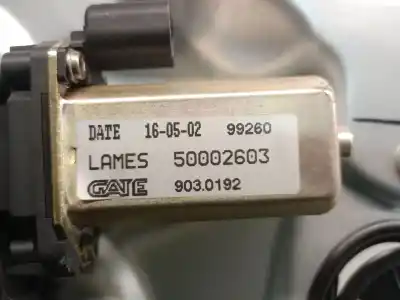 DATE 16-05-02 99260
LAMES 50002603
GATE 903.0192